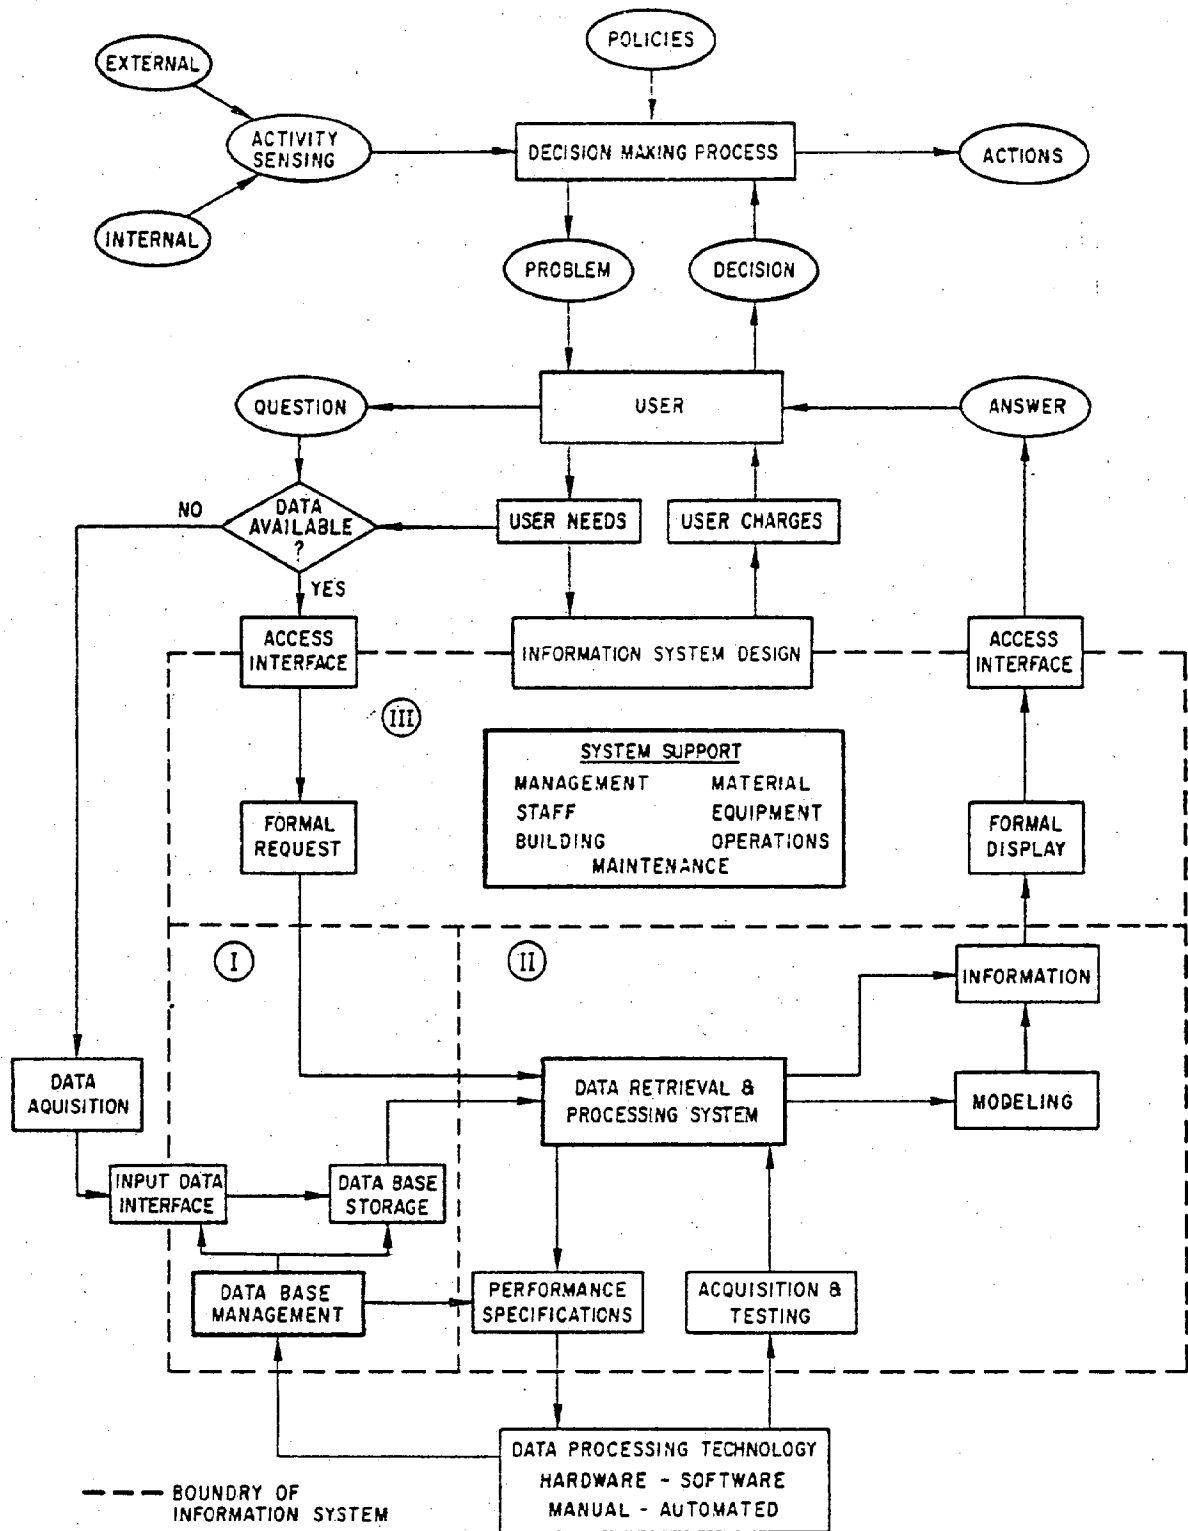 POLICIES
EXTERNAL
ACTIVITY
SENSING
DECISION MAKING PROCESS
ACTIONS
INTERNAL
PROBLEM
DECISION
QUESTION
USER
ANSWER
NO
DATA
AVAILABLE
?
USER NEEDS
USER CHARGES
YES
ACCESS
INTERFACE
INFORMATION SYSTEM DESIGN
ACCESS
INTERFACE
III
SYSTEM SUPPORT
MANAGEMENT MATERIAL
STAFF EQUIPMENT
BUILDING OPERATIONS
MAINTENANCE
FORMAL
REQUEST
FORMAL
DISPLAY
I
II
INFORMATION
DATA
AQUISITION
DATA RETRIEVAL &
PROCESSING SYSTEM
MODELING
INPUT DATA
INTERFACE
DATA BASE
STORAGE
DATA BASE
MANAGEMENT
PERFORMANCE
SPECIFICATIONS
ACQUISITION &
TESTING
DATA PROCESSING TECHNOLOGY
HARDWARE - SOFTWARE
MANUAL - AUTOMATED
BOUNDRY OF
INFORMATION SYSTEM